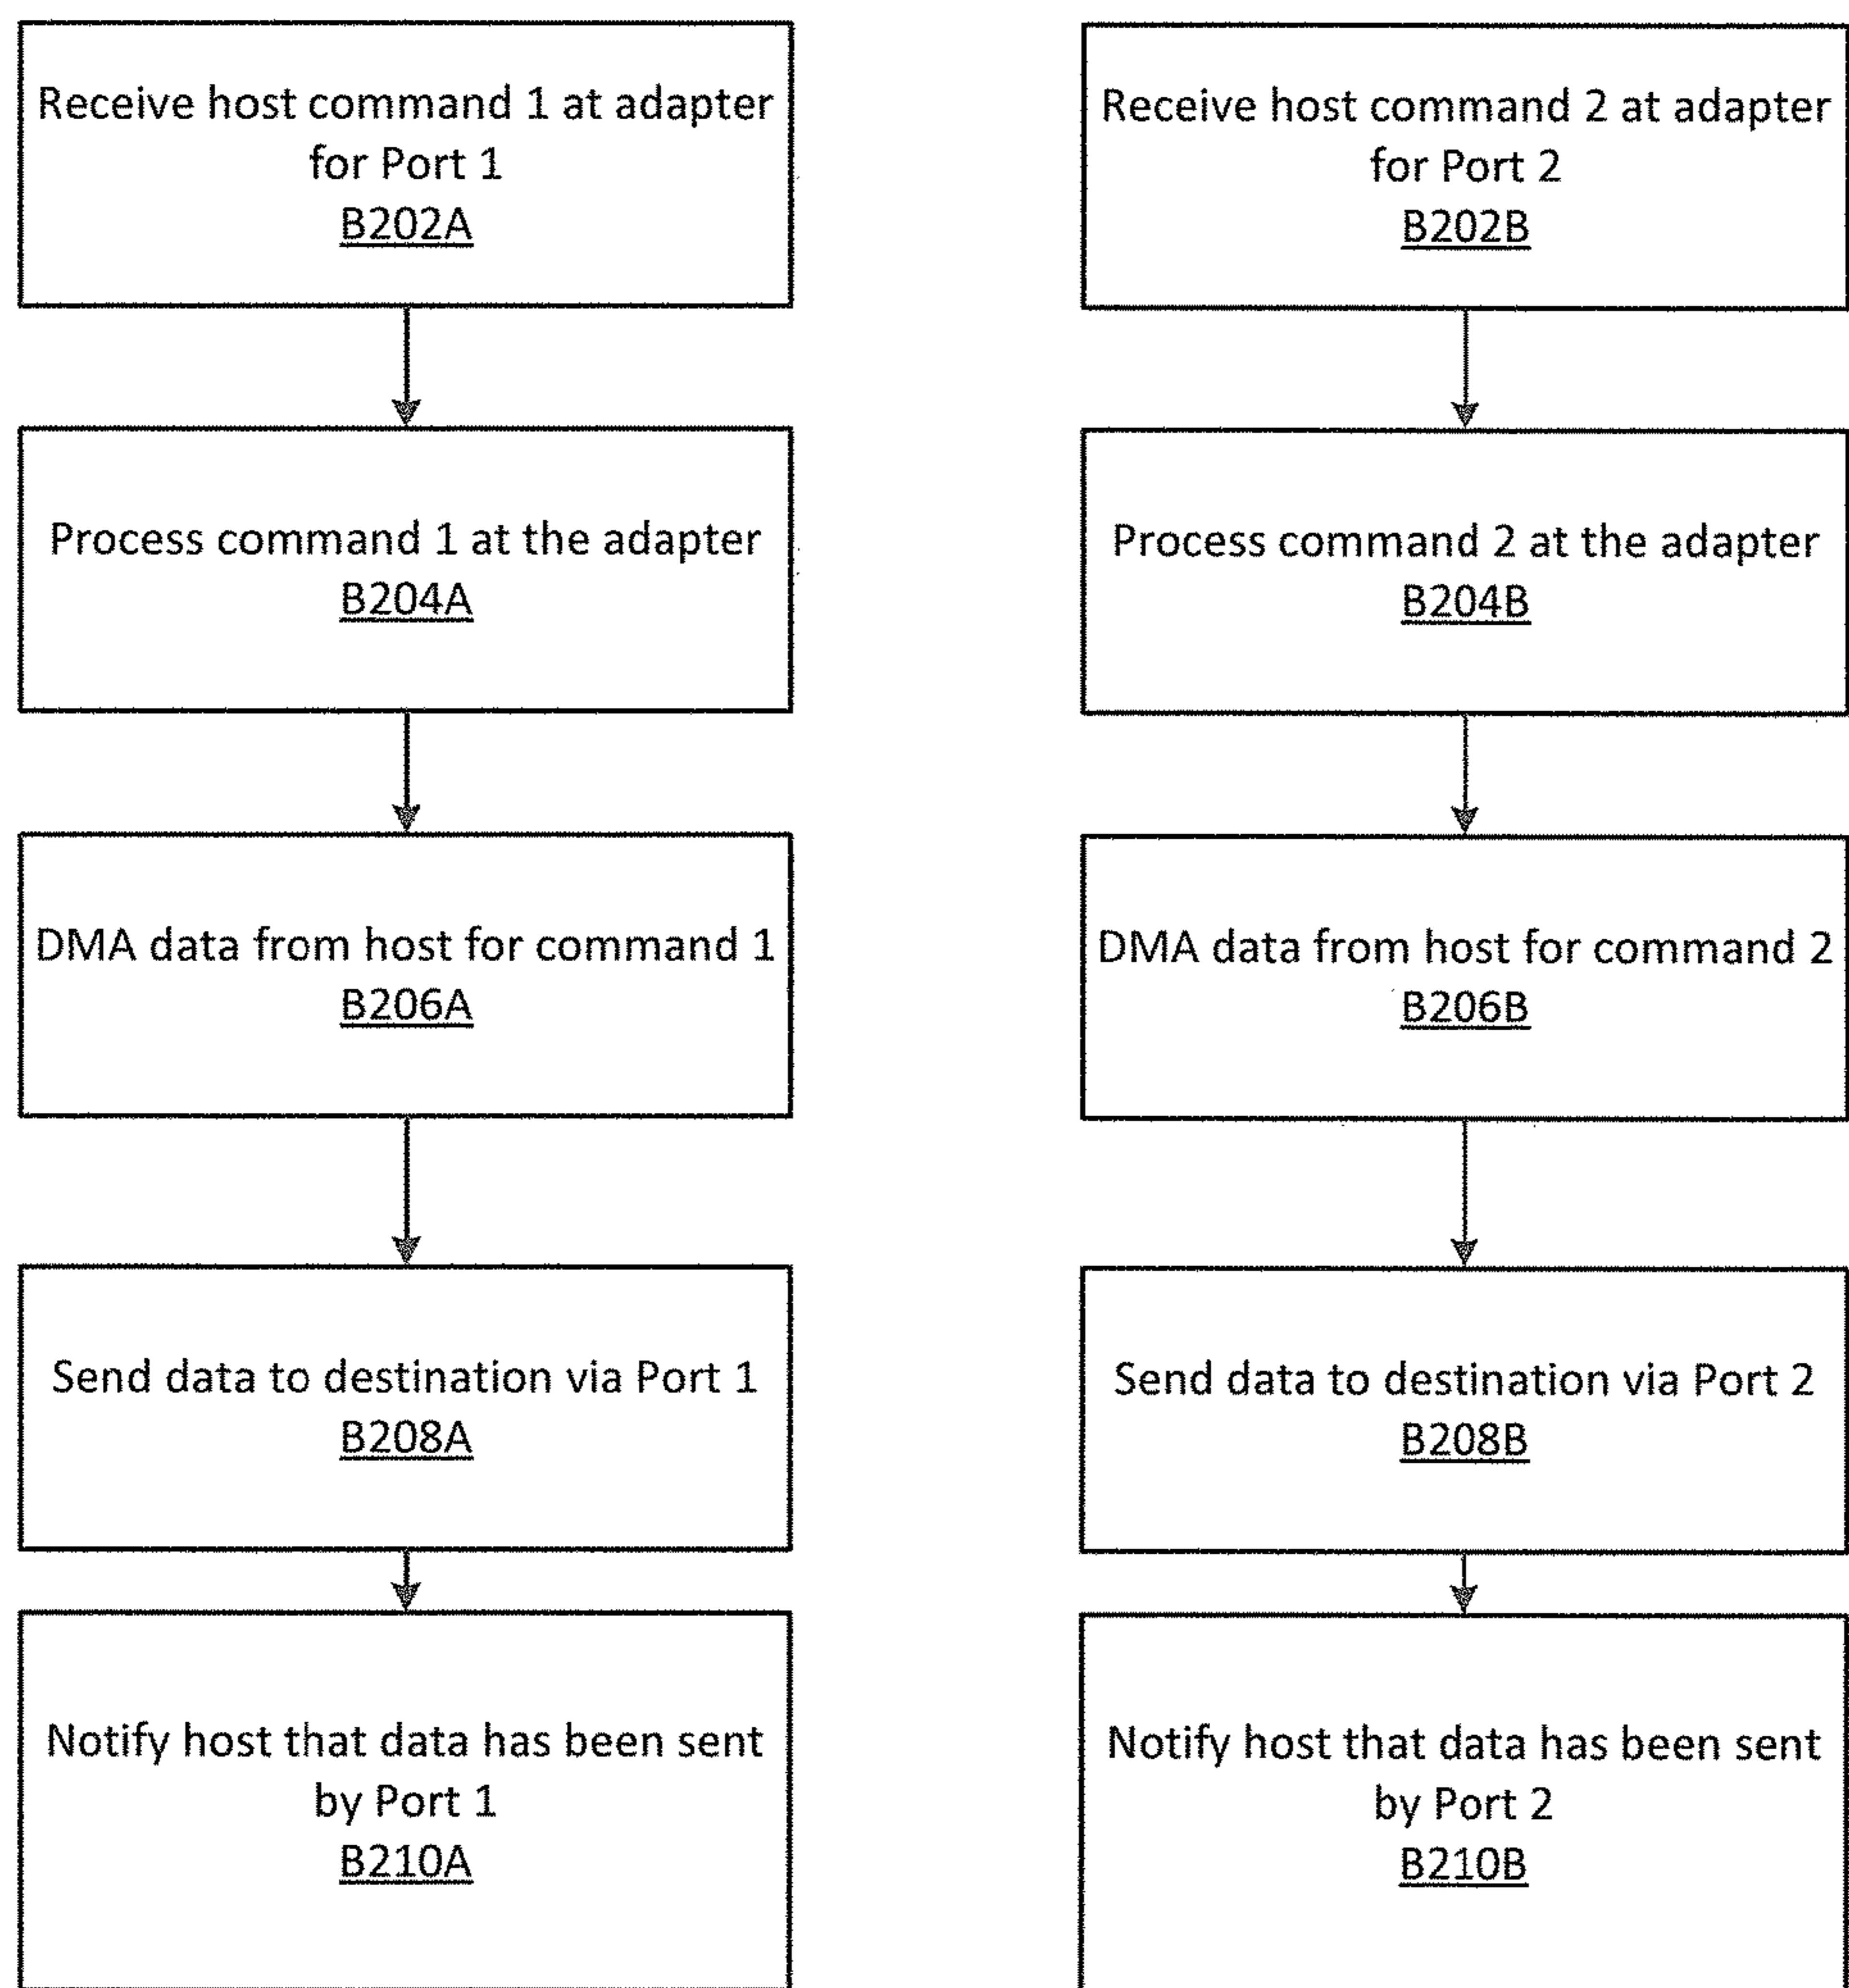 Receive host command 1 at adapter
for Port 1
B202A
Process command 1 at the adapter
B204A
DMA data from host for command 1
B206A
Send data to destination via Port 1
B208A
Notify host that data has been sent
by Port 1
B210A
Receive host command 2 at adapter
for Port 2
B202B
Process command 2 at the adapter
B204B
DMA data from host for command 2
B206B
Send data to destination via Port 2
B208B
Notify host that data has been sent
by Port 2
B210B